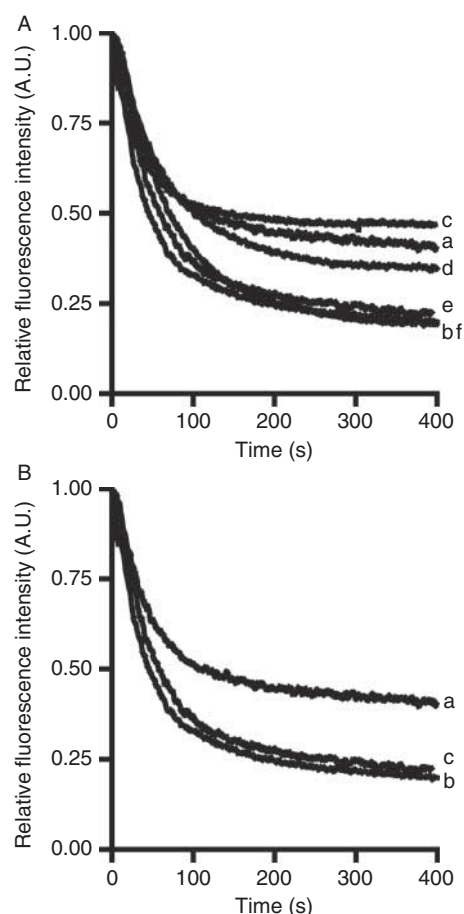 A
Relative fluorescence intensity (A.U.)
1.00
0.75
0.50
0.25
0.00
c
a
d
e
b f
0 100 200 300 400
Time (s)
B
Relative fluorescence intensity (A.U.)
1.00
0.75
0.50
0.25
0.00
a
c
b
0 100 200 300 400
Time (s)